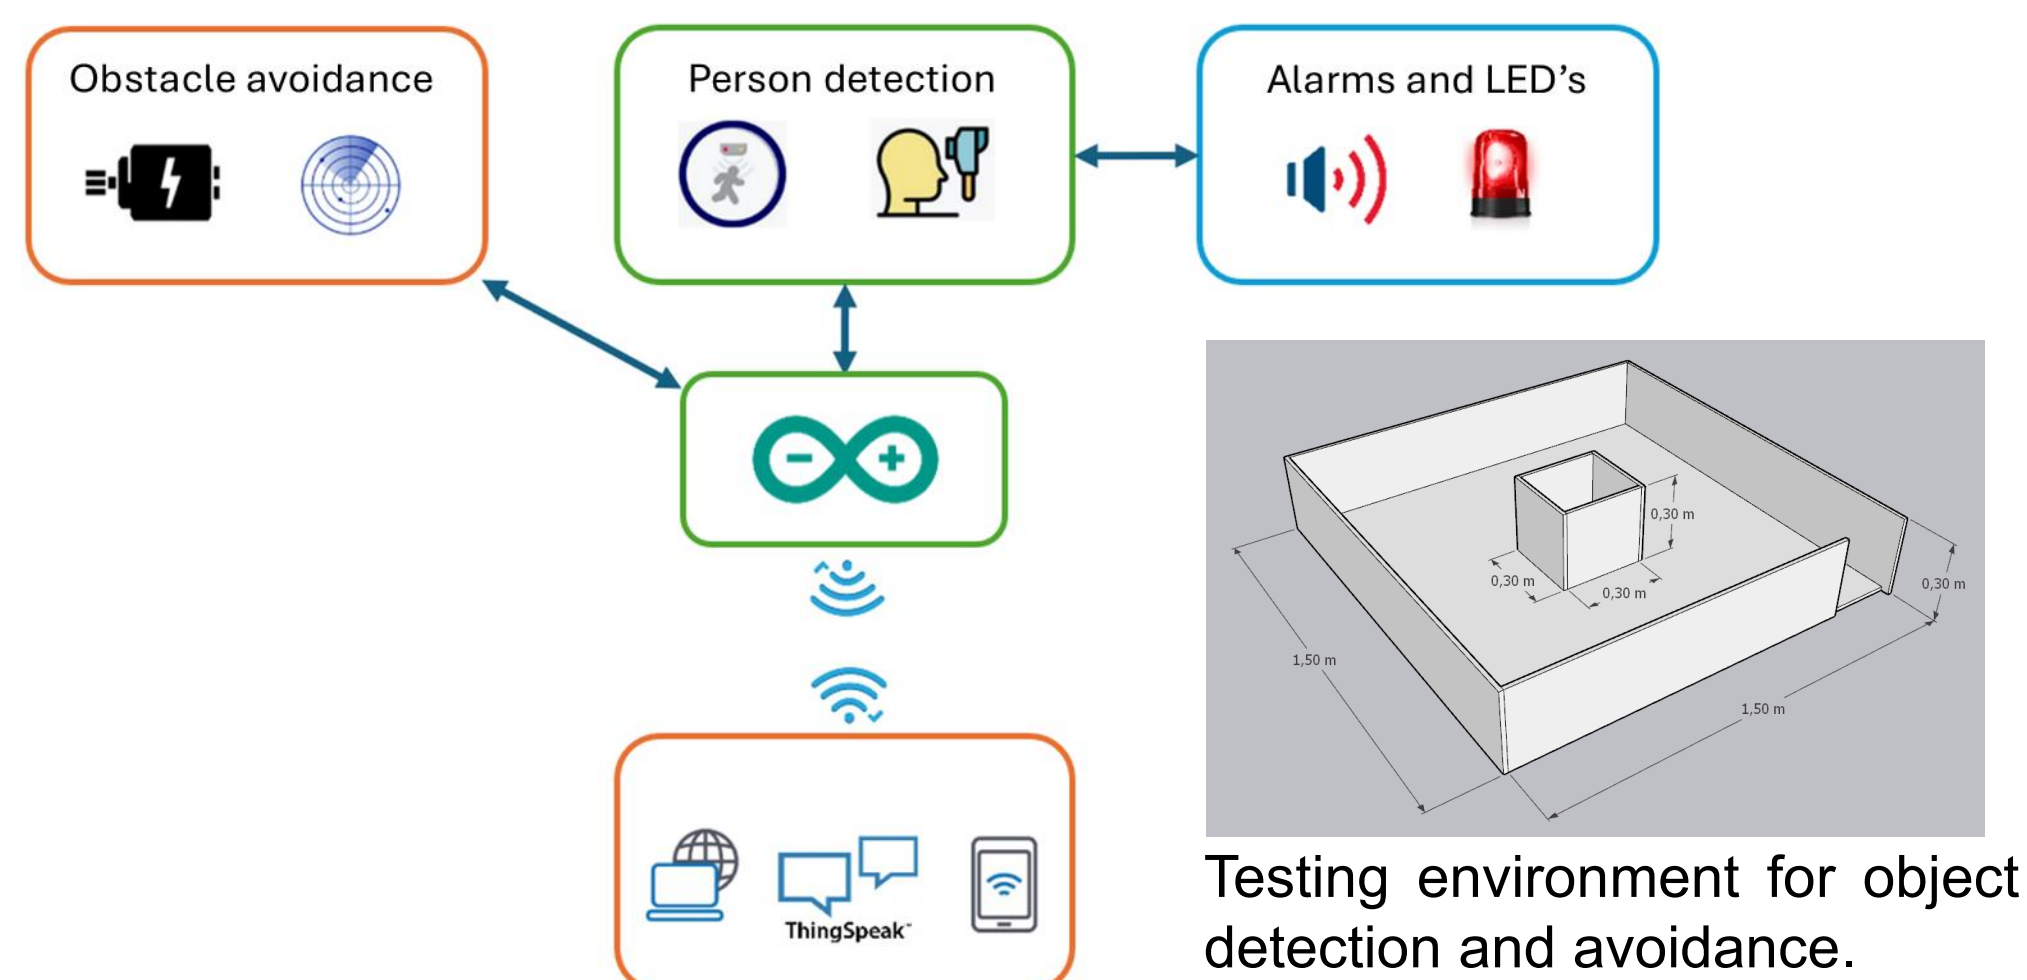 Obstacle avoidance
Person detection
Alarms and LED’s
0,30 m
0,30 m
0,30 m
0,30 m
1,50 m
1,50 m
ThingSpeak™
Testing environment for object
detection and avoidance.